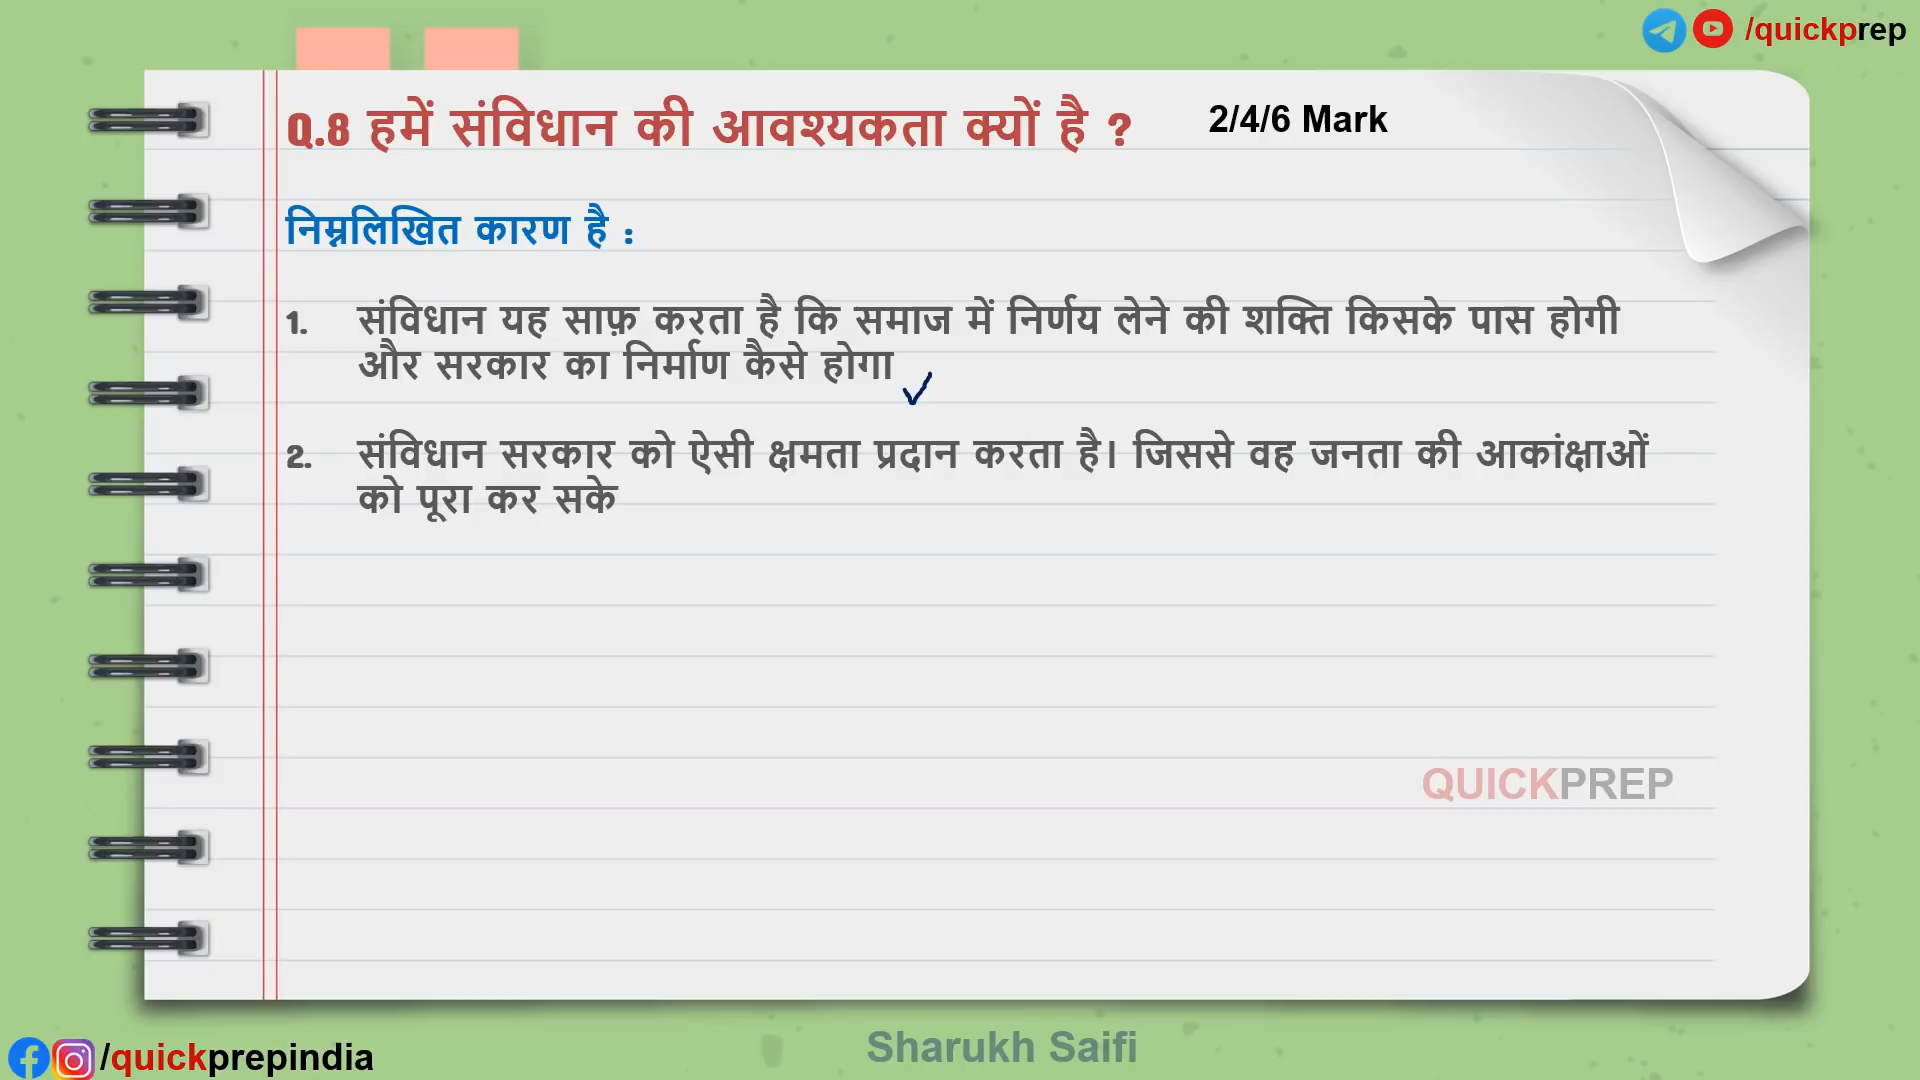 /quickprep
Q.8 हमें संविधान की आवश्यकता क्यों है ? 2/4/6 Mark
निम्नलिखित कारण है :
1. संविधान यह साफ़ करता है कि समाज में निर्णय लेने की शक्ति किसके पास होगी
और सरकार का निर्माण कैसे होगा
2. संविधान सरकार को ऐसी क्षमता प्रदान करता है। जिससे वह जनता की आकांक्षाओं
को पूरा कर सके
QUICKPREP
Sharukh Saifi
/quickprepindia